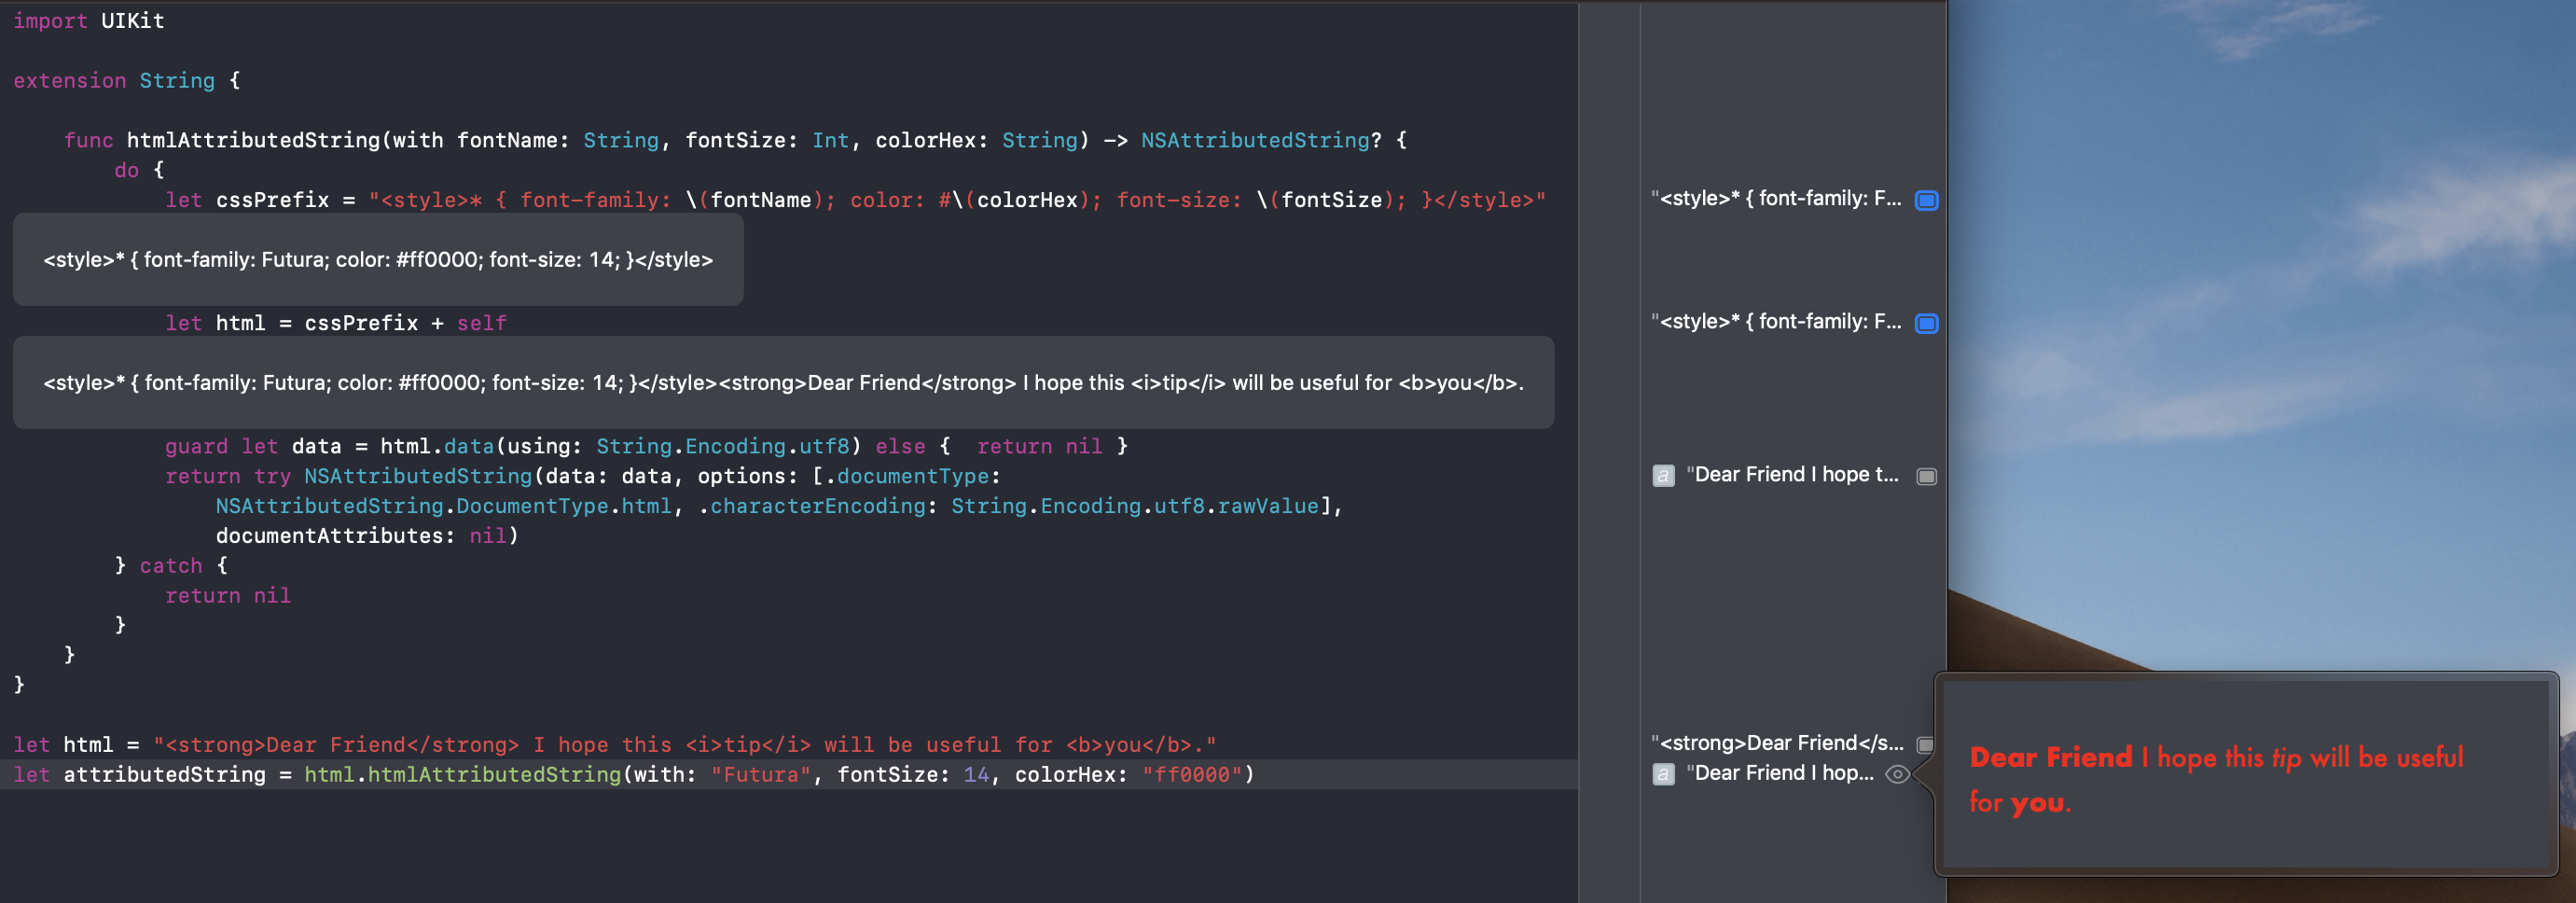 import UIKit
extension String {
func htmlAttributedString(with fontName: String, fontSize: Int, colorHex: String) -> NSAttributedString? {
do {
let cssPrefix = "<style>* { font-family: \(fontName); color: #\(colorHex); font-size: \(fontSize); }</style>"
"<style>* { font-family: F...
<style>* { font-family: Futura; color: #ff0000; font-size: 14; }</style>
let html = cssPrefix + self
"<style>* { font-family: F...
<style>* { font-family: Futura; color: #ff0000; font-size: 14; }</style><strong>Dear Friend</strong> I hope this <i>tip</i> will be useful for <b>you</b>.
guard let data = html.data(using: String.Encoding.utf8) else {  return nil }
return try NSAttributedString(data: data, options: [.documentType:
a "Dear Friend I hope t...
NSAttributedString.DocumentType.html, .characterEncoding: String.Encoding.utf8.rawValue],
documentAttributes: nil)
} catch {
return nil
}
}
}
let html = "<strong>Dear Friend</strong> I hope this <i>tip</i> will be useful for <b>you</b>."
"<strong>Dear Friend</s...
let attributedString = html.htmlAttributedString(with: "Futura", fontSize: 14, colorHex: "ff0000")
a "Dear Friend I hop...
Dear Friend I hope this tip will be useful
for you.